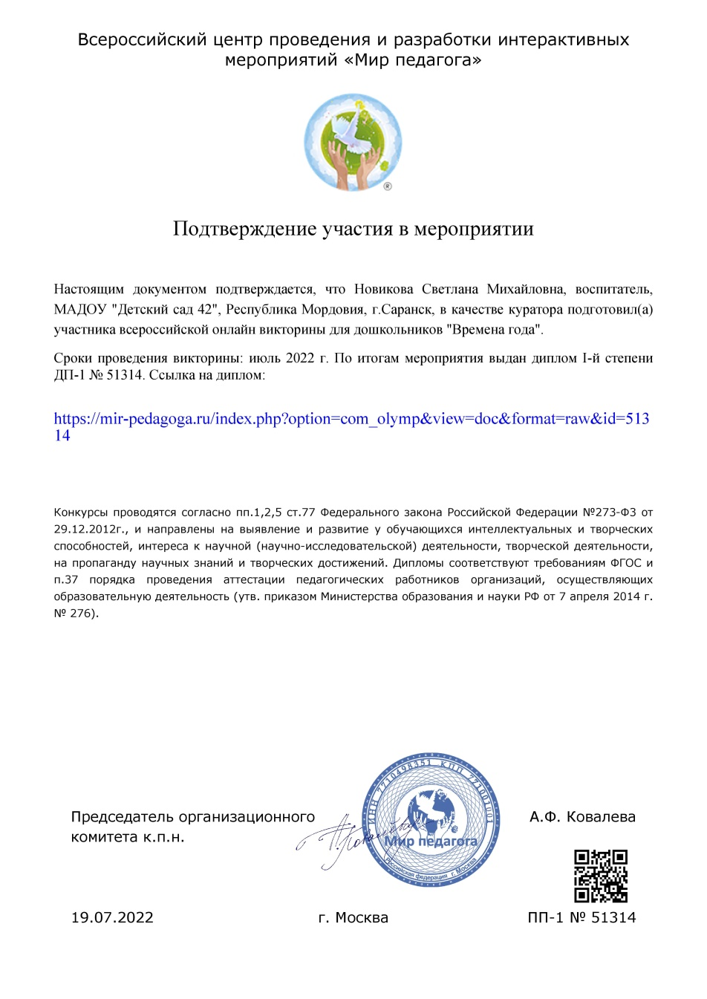 Всероссийский центр проведения и разработки интерактивных
мероприятий «Мир педагога»
®
Подтверждение участия в мероприятии
Настоящим документом подтверждается, что Новикова Светлана Михайловна, воспитатель,
МАДОУ "Детский сад 42", Республика Мордовия, г.Саранск, в качестве куратора подготовил(а)
участника всероссийской онлайн викторины для дошкольников "Времена года".
Сроки проведения викторины: июль 2022 г. По итогам мероприятия выдан диплом I-й степени
ДП-1 № 51314. Ссылка на диплом:
https://mir-pedagoga.ru/index.php?option=com_olymp&view=doc&format=raw&id=513
14
Конкурсы проводятся согласно пп.1,2,5 ст.77 Федерального закона Российской Федерации №273-ФЗ от
29.12.2012г., и направлены на выявление и развитие у обучающихся интеллектуальных и творческих
способностей, интереса к научной (научно-исследовательской) деятельности, творческой деятельности,
на пропаганду научных знаний и творческих достижений. Дипломы соответствуют требованиям ФГОС и
п.37 порядка проведения аттестации педагогических работников организаций, осуществляющих
образовательную деятельность (утв. приказом Министерства образования и науки РФ от 7 апреля 2014 г.
№ 276).
Председатель организационного
комитета к.п.н.
ИНН 7710498351 КПП 771001001
Мир педагога
Российская федерация г. Москва
А.Ф. Ковалева
19.07.2022
г. Москва
ПП-1 № 51314